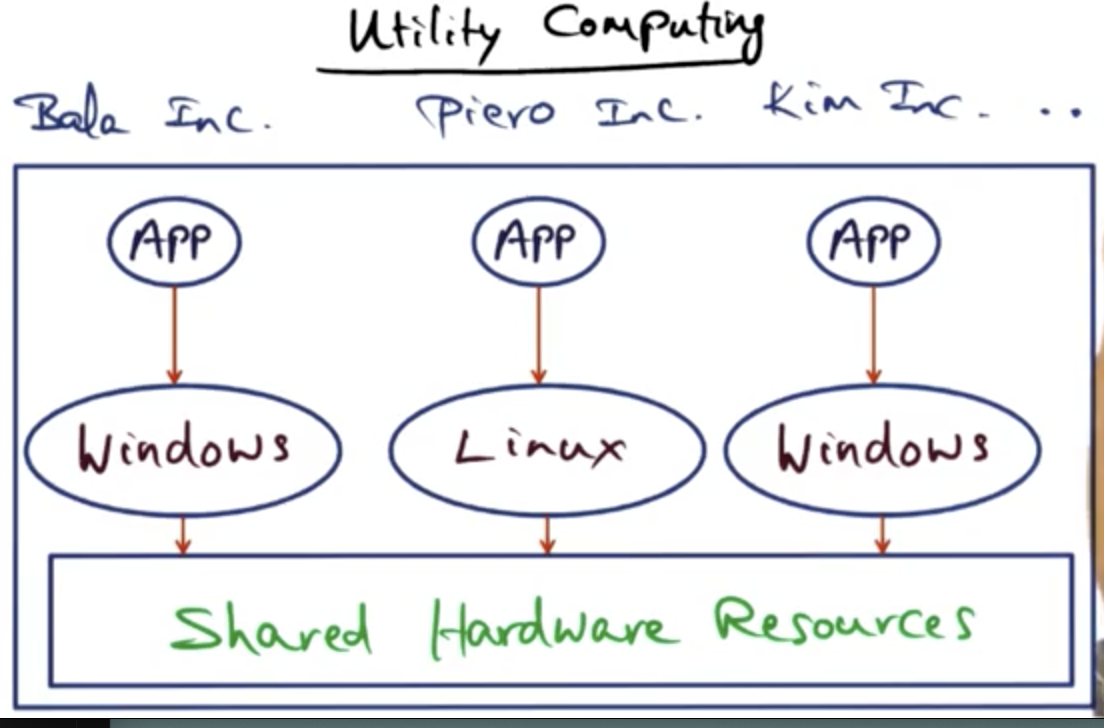 Utility Computing
Bala Inc. Piero Inc. Kim Inc. ..
App App App
Windows Linux Windows
Shared Hardware Resources